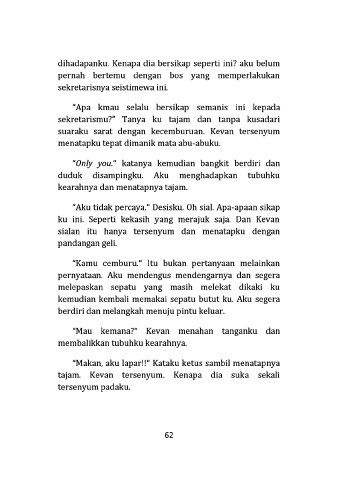 dihadapanku. Kenapa dia bersikap seperti ini? aku belum
pernah bertemu dengan bos yang memperlakukan
sekretarisnya seistimewa ini.
"Apa kmau selalu bersikap semanis ini kepada
sekretarismu?" Tanya ku tajam dan tanpa kusadari
suaraku sarat dengan kecemburuan. Kevan tersenyum
menatapku tepat dimanik mata abu-abuku.
"Only you." katanya kemudian bangkit berdiri dan
duduk disampingku. Aku menghadapkan tubuhku
kearahnya dan menatapnya tajam.
"Aku tidak percaya." Desisku. Oh sial. Apa-apaan sikap
ku ini. Seperti kekasih yang merajuk saja. Dan Kevan
sialan itu hanya tersenyum dan menatapku dengan
pandangan geli.
"Kamu cemburu." Itu bukan pertanyaan melainkan
pernyataan. Aku mendengus mendengarnya dan segera
melepaskan sepatu yang masih melekat dikaki ku
kemudian kembali memakai sepatu butut ku. Aku segera
berdiri dan melangkah menuju pintu keluar.
"Mau kemana?" Kevan menahan tanganku dan
membalikkan tubuhku kearahnya.
"Makan, aku lapar!!" Kataku ketus sambil menatapnya
tajam. Kevan tersenyum. Kenapa dia suka sekali
tersenyum padaku.
62